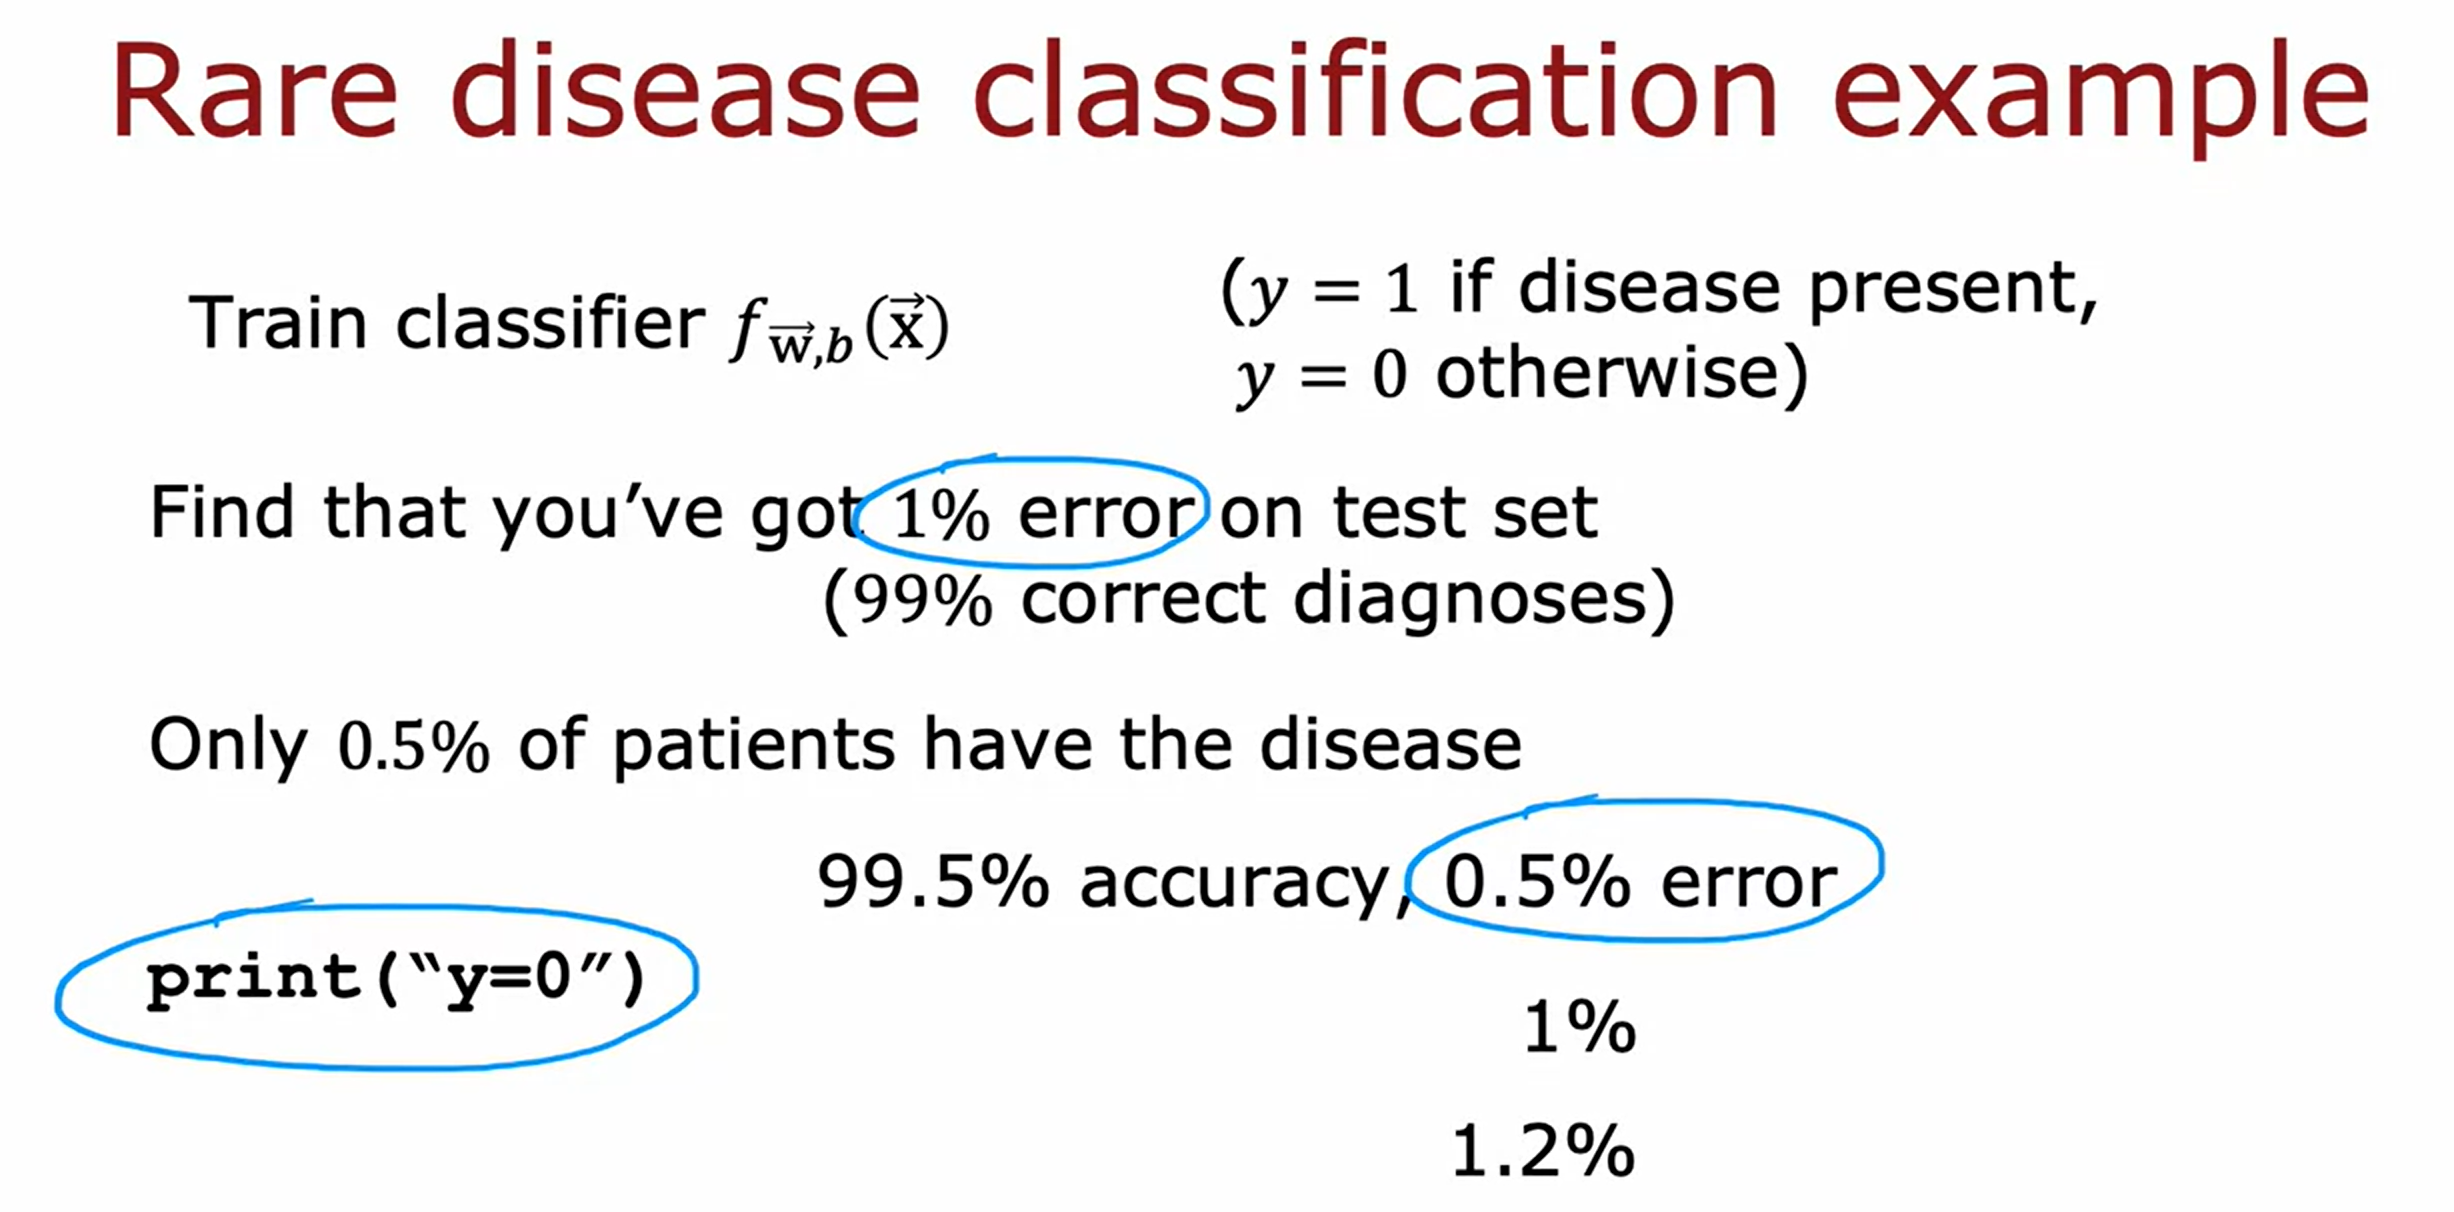 Rare disease classification example
Train classifier f_{w⃗,b}(x⃗)
(y = 1 if disease present,
y = 0 otherwise)
Find that you’ve got 1% error on test set
(99% correct diagnoses)
Only 0.5% of patients have the disease
99.5% accuracy, 0.5% error
print(“y=0”)
1%
1.2%